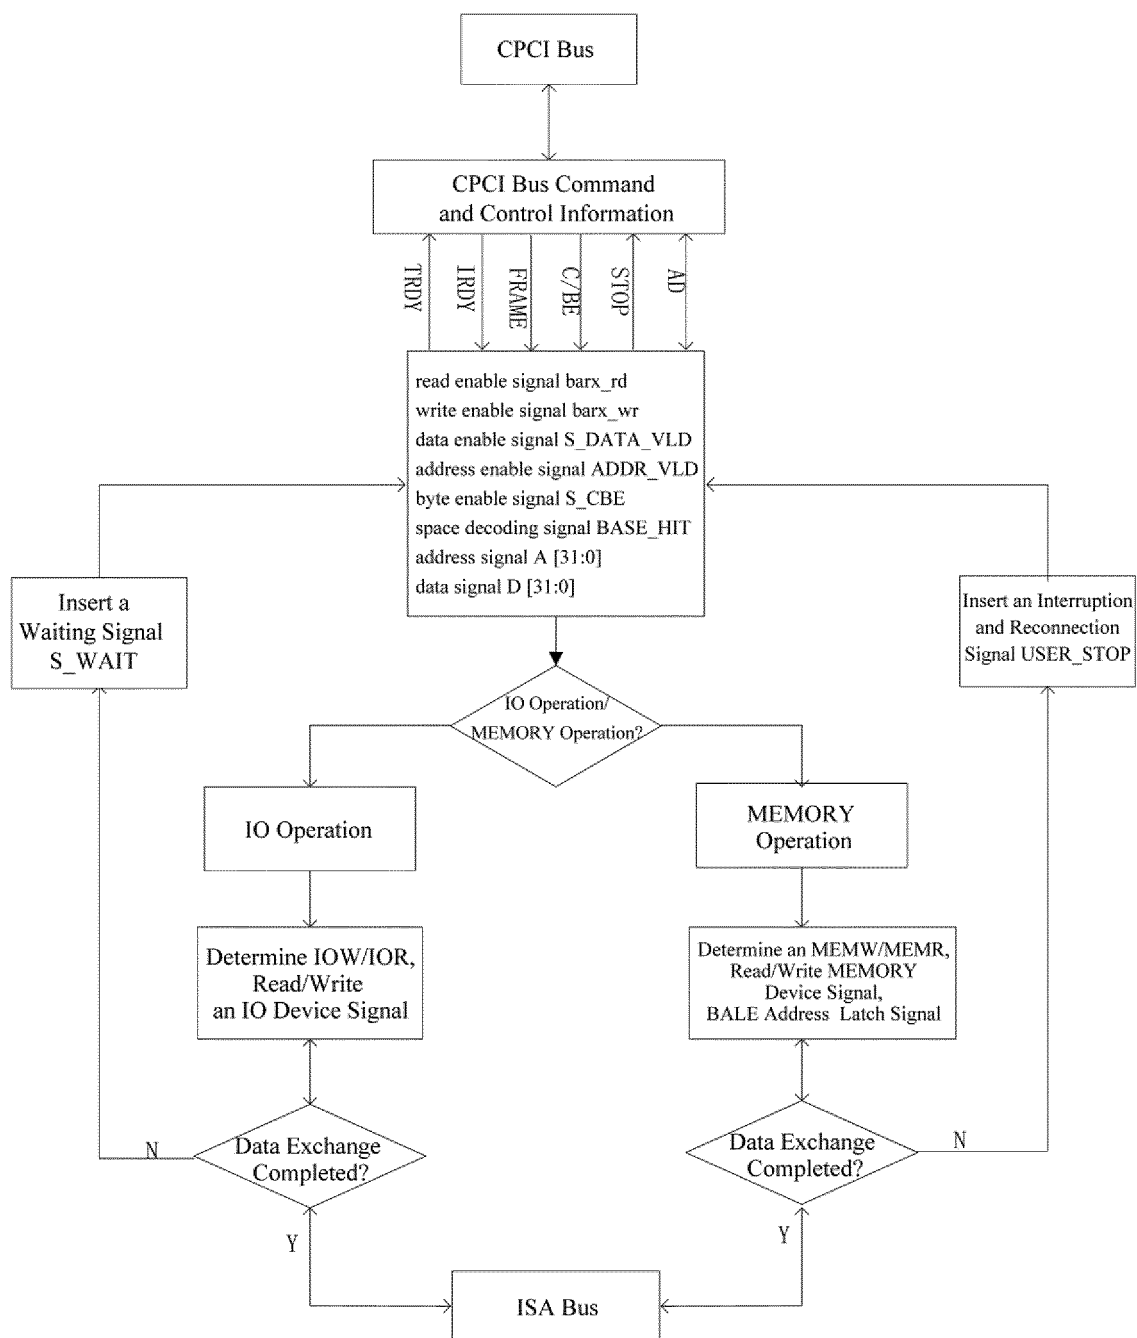 CPCI Bus
CPCI Bus Command
and Control Information
TRDY
IRDY
FRAME
C/BE
STOP
AD
read enable signal barx_rd
write enable signal barx_wr
data enable signal S_DATA_VLD
address enable signal ADDR_VLD
byte enable signal S_CBE
space decoding signal BASE_HIT
address signal A [31:0]
data signal D [31:0]
Insert a
Waiting Signal
S_WAIT
Insert an Interruption
and Reconnection
Signal USER_STOP
IO Operation/
MEMORY Operation?
IO Operation
MEMORY
Operation
Determine IOW/IOR,
Read/Write
an IO Device Signal
Determine an MEMW/MEMR,
Read/Write MEMORY
Device Signal,
BALE Address Latch Signal
N
Data Exchange
Completed?
Data Exchange
Completed?
N
Y
Y
ISA Bus